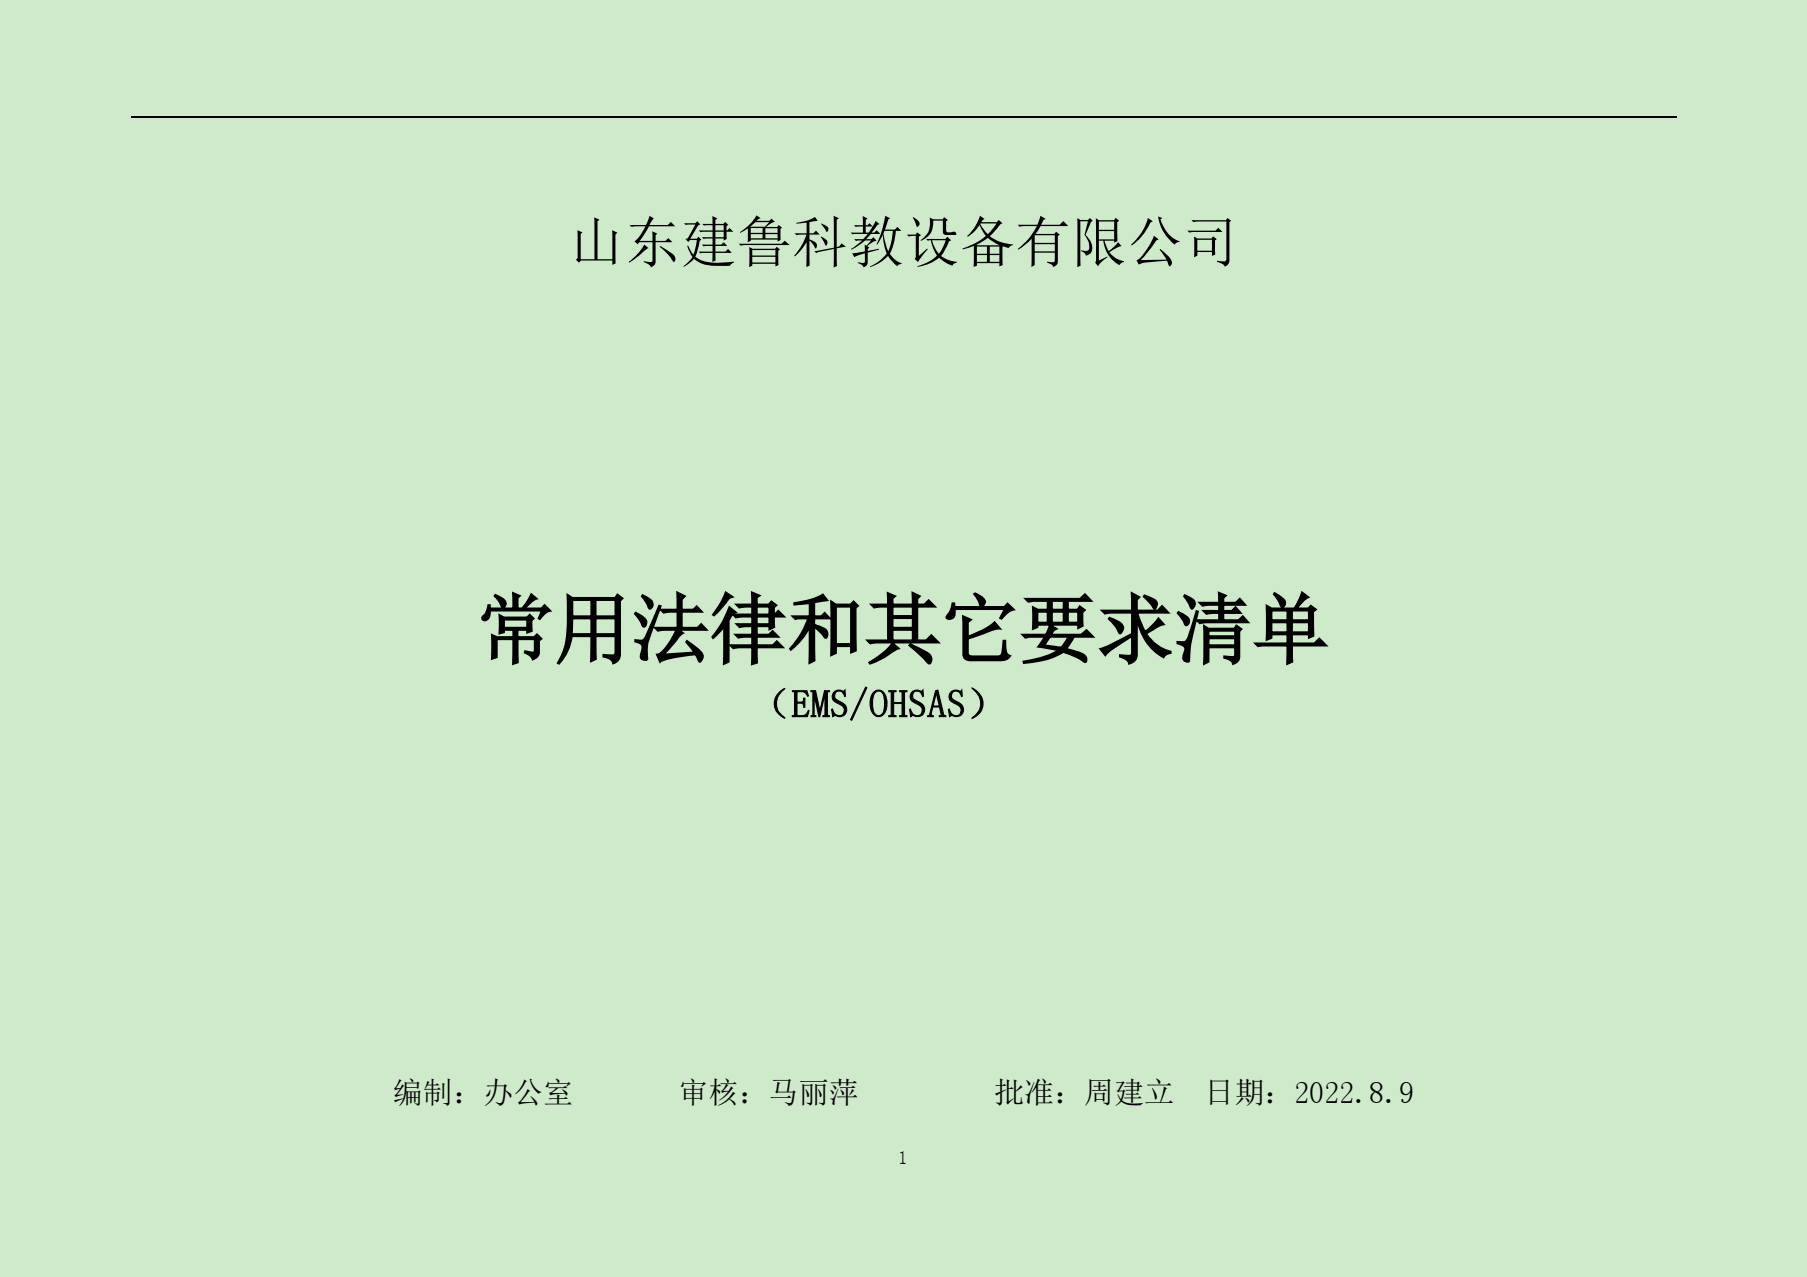 山东建鲁科教设备有限公司
常用法律和其它要求清单
（EMS/OHSAS）
编制：办公室 审核：马丽萍 批准：周建立 日期：2022.8.9
1